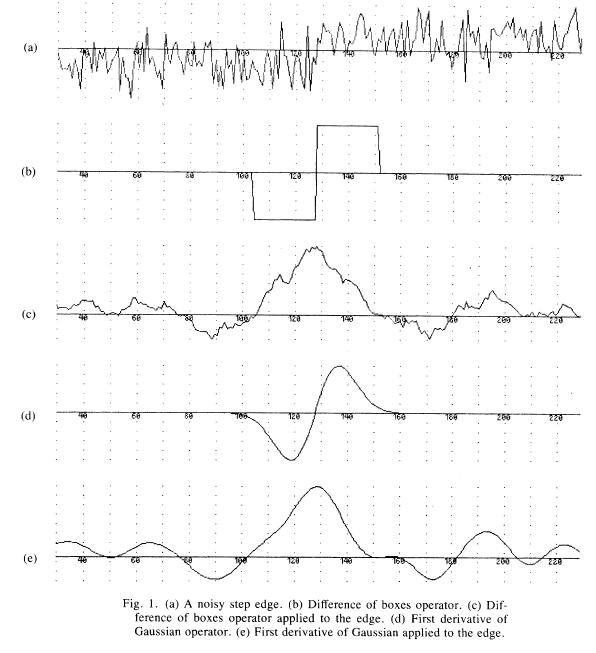 (a) 40 60 80 100 120 140 160 180 200 220
(b) 40 60 80 100 120 140 160 180 200 220
(c) 40 60 80 100 120 140 160 180 200 220
(d) 40 60 80 100 120 140 160 180 200 220
(e) 40 60 80 100 120 140 160 180 200 220
Fig. 1. (a) A noisy step edge. (b) Difference of boxes operator. (c) Dif-
ference of boxes operator applied to the edge. (d) First derivative of
Gaussian operator. (e) First derivative of Gaussian applied to the edge.